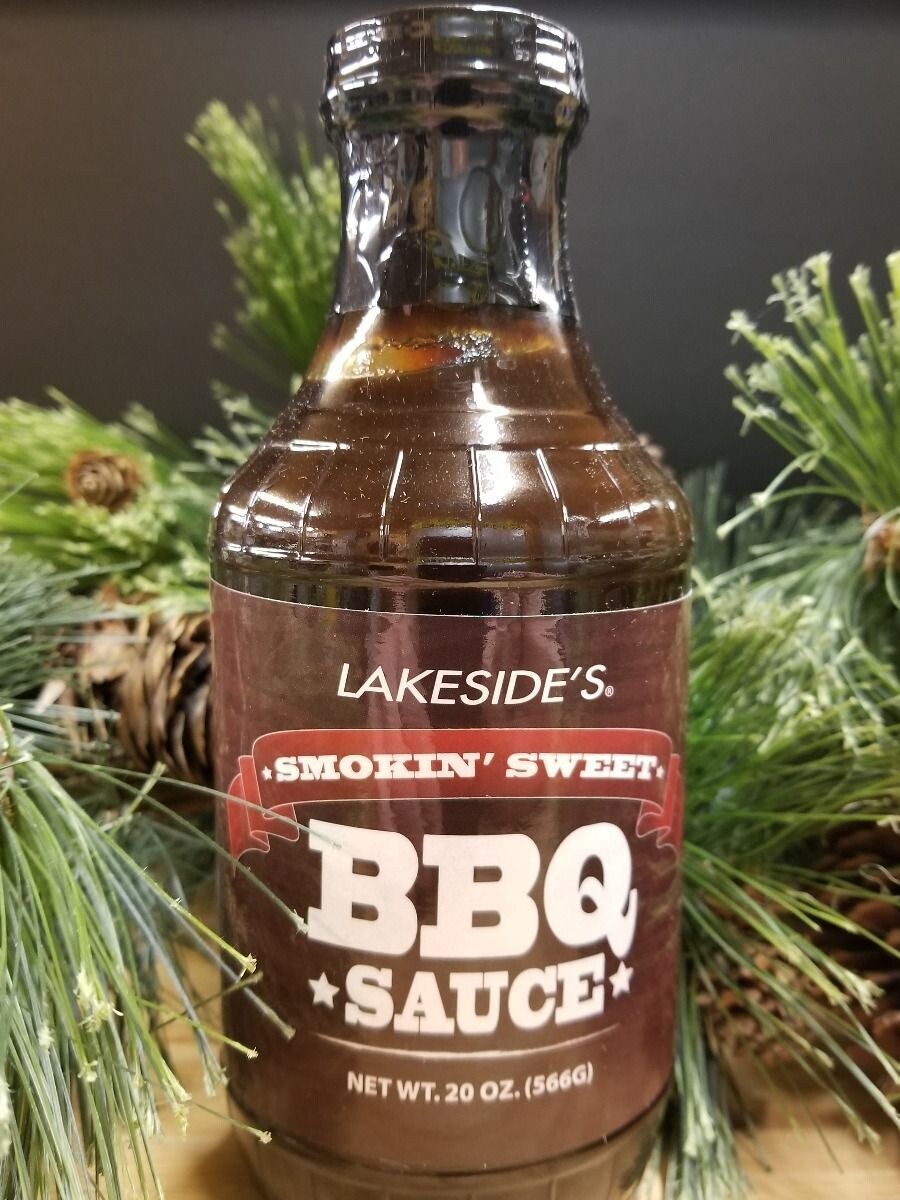 LAKESIDE'S®
★SMOKIN' SWEET★
BBQ
★SAUCE★
NET WT. 20 OZ. (566G)